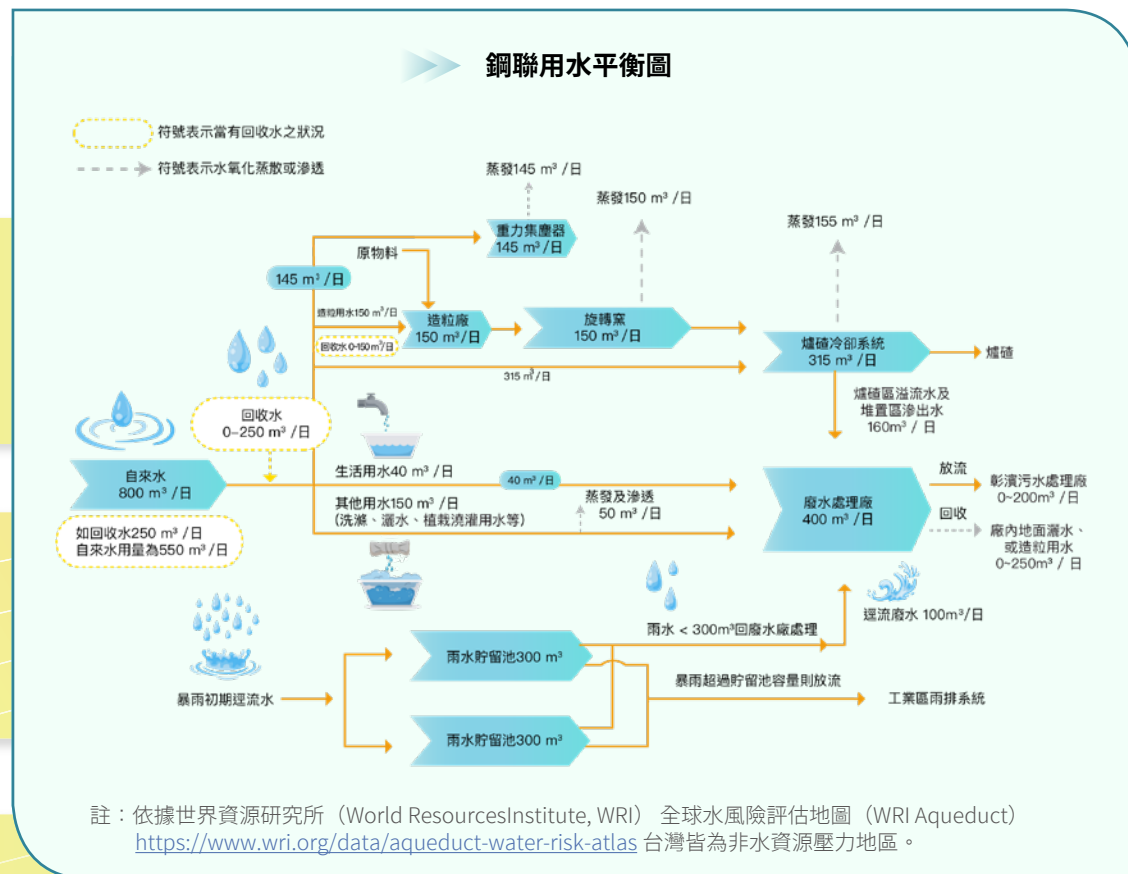 鋼聯用水平衡圖
符號表示當有回收水之狀況
符號表示水氧化蒸散或滲透
蒸發145 m³ /日
蒸發150 m³ /日
蒸發155 m³ /日
重力集塵器
145 m³ /日
原物料
145 m³ /日
造粒用水150 m³/日
回收水 0-150 m³/日
造粒廠
150 m³/日
旋轉窯
150 m³/日
爐碴冷卻系統
315 m³ /日
爐碴
315 m³/日
爐碴區溢流水及
堆置區滲出水
160m³ / 日
回收水
0–250 m³ /日
自來水
800 m³ /日
如回收水250 m³ /日
自來水用量為550 m³ /日
生活用水40 m³ /日
40 m³ /日
其他用水150 m³ /日
(洗滌、灑水、植栽澆灌用水等)
蒸發及滲透
50 m³ /日
廢水處理廠
400 m³ /日
放流
彰濱污水處理廠
0~200m³ /日
回收
廠內地面灑水、
或造粒用水
0~250m³ / 日
逕流廢水 100m³/日
雨水 < 300m³回廢水廠處理
雨水貯留池300 m³
暴雨初期逕流水
暴雨超過貯留池容量則放流
工業區雨排系統
雨水貯留池300 m³
註：依據世界資源研究所（World ResourcesInstitute, WRI） 全球水風險評估地圖（WRI Aqueduct）
https://www.wri.org/data/aqueduct-water-risk-atlas 台灣皆為非水資源壓力地區。